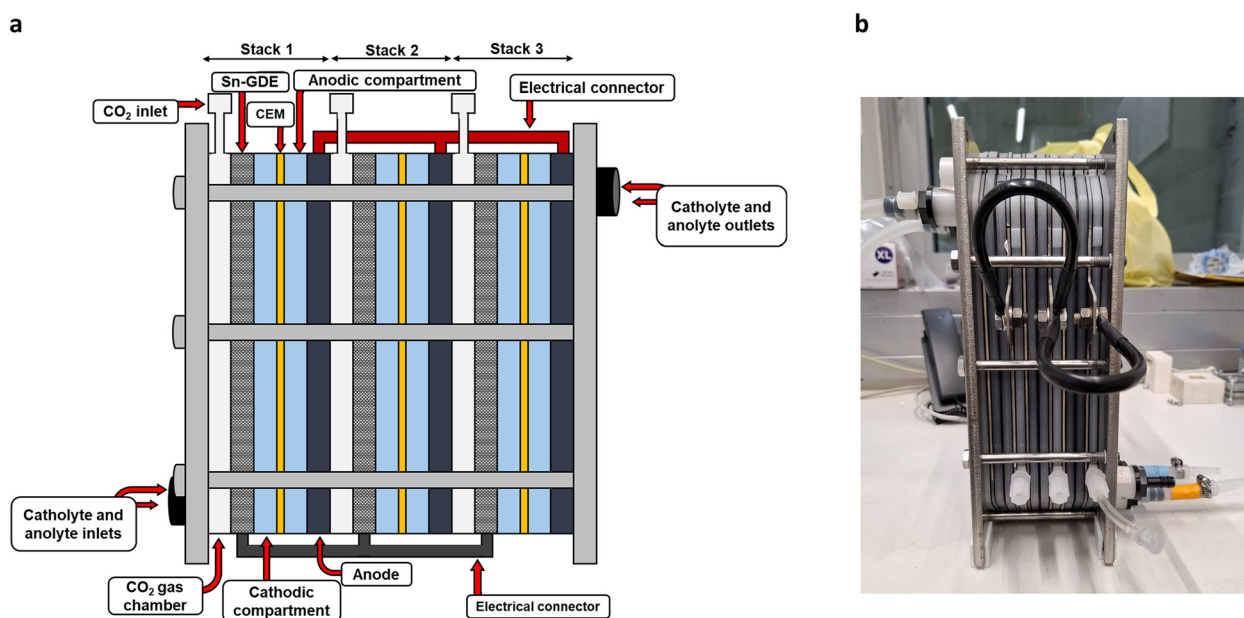 a
b
Stack 1
Stack 2
Stack 3
Sn-GDE
Anodic compartment
CO₂ inlet
CEM
Electrical connector
Catholyte and
anolyte outlets
Catholyte and
anolyte inlets
CO₂ gas
chamber
Cathodic
compartment
Anode
Electrical connector
XL